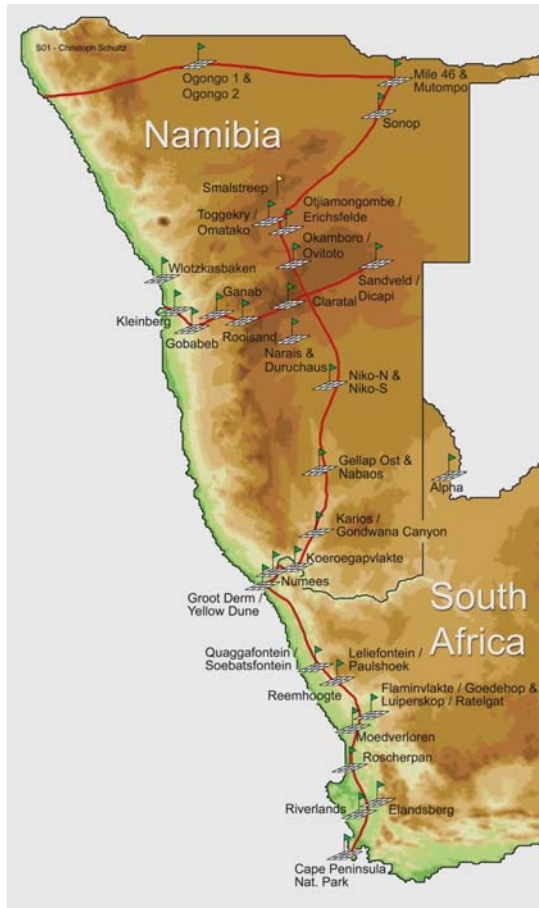 S01 - Christoph Schultz
Ogongo 1 &
Ogongo 2
Mile 46 &
Mutompo
Sonop
Namibia
Smalstreep
Toggekry /
Omatako
Otjiamongombe /
Erichsfelde
Okamboro /
Ovitoto
Wlotzkasbaken
Ganab
Sandveld /
Dicapi
Claratal
Kleinberg
Gobabeb
Rooisand
Narais &
Duruchaus
Niko-N &
Niko-S
Gellap Ost &
Nabaos
Alpha
Karios /
Gondwana Canyon
Koeroegapvlakte
Numees
Groot Derm /
Yellow Dune
South
Africa
Quaggafontein /
Soebatsfontein
Leliefontein /
Paulshoek
Reemhoogte
Flaminvlakte / Goedehop &
Luiperskop / Ratelgat
Moedverloren
Roscherpan
Riverlands
Elandsberg
Cape Peninsula
Nat. Park